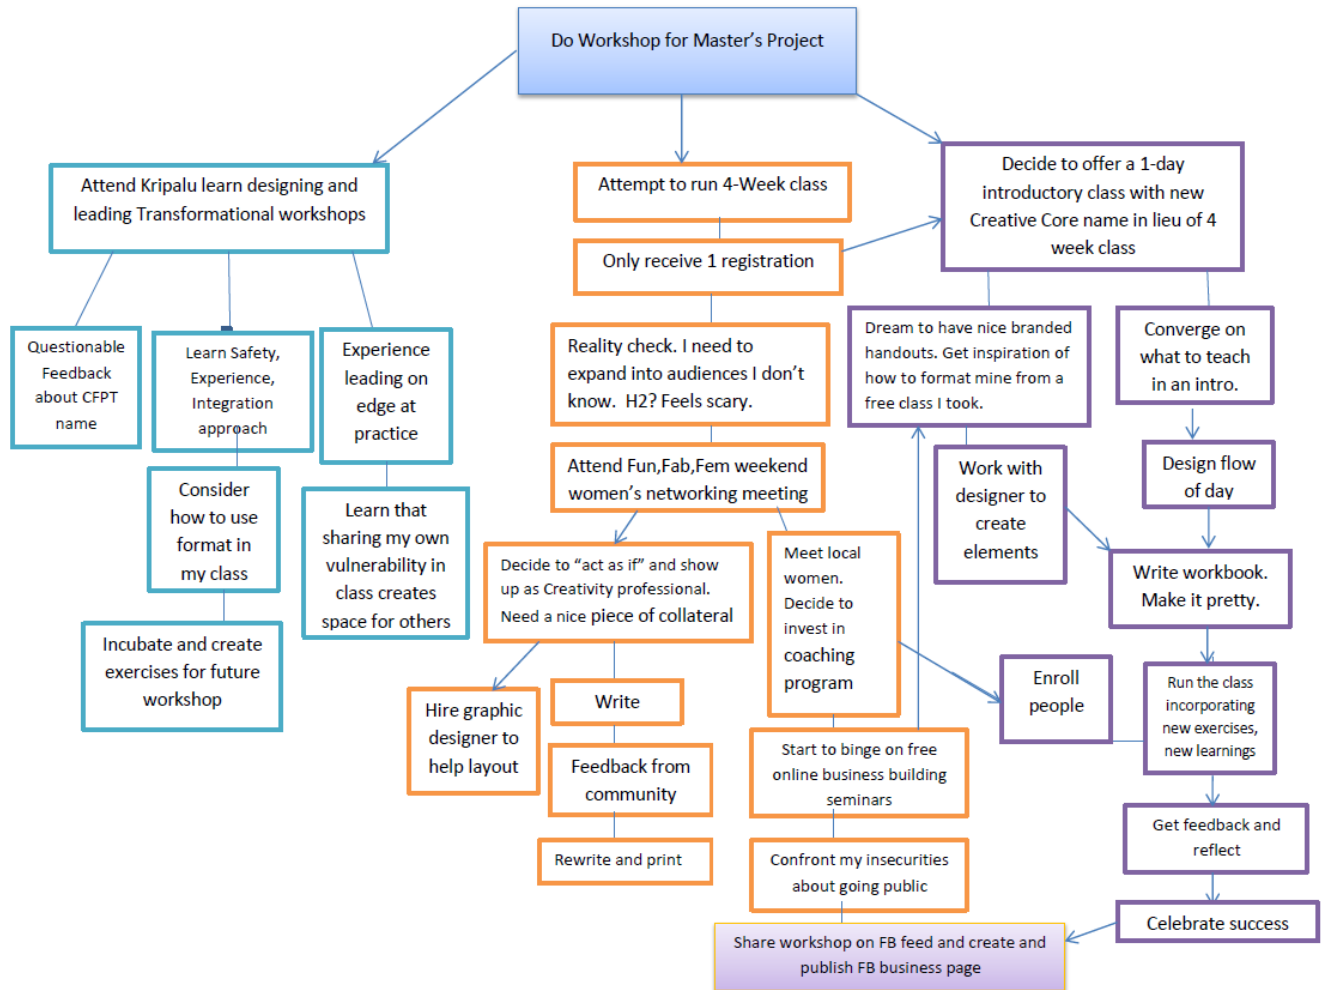 Do Workshop for Master's Project
Attend Kripalu learn designing and
leading Transformational workshops
Questionable
Feedback
about CFPT
name
Learn Safety,
Experience,
Integration
approach
Experience
leading on
edge at
practice
Consider
how to use
format in
my class
Learn that
sharing my own
vulnerability in
class creates
space for others
Incubate and create
exercises for future
workshop
Attempt to run 4-Week class
Only receive 1 registration
Reality check. I need to
expand into audiences I don't
know.  H2? Feels scary.
Attend Fun,Fab,Fem weekend
women's networking meeting
Decide to "act as if" and show
up as Creativity professional.
Need a nice piece of collateral
Hire graphic
designer to
help layout
Write
Feedback from
community
Rewrite and print
Meet local
women.
Decide to
invest in
coaching
program
Start to binge on free
online business building
seminars
Confront my insecurities
about going public
Decide to offer a 1-day
introductory class with new
Creative Core name in lieu of 4
week class
Dream to have nice branded
handouts. Get inspiration of
how to format mine from a
free class I took.
Work with
designer to
create
elements
Converge on
what to teach
in an intro.
Design flow
of day
Write workbook.
Make it pretty.
Enroll
people
Run the class
incorporating
new exercises,
new learnings
Get feedback and
reflect
Celebrate success
Share workshop on FB feed and create and
publish FB business page